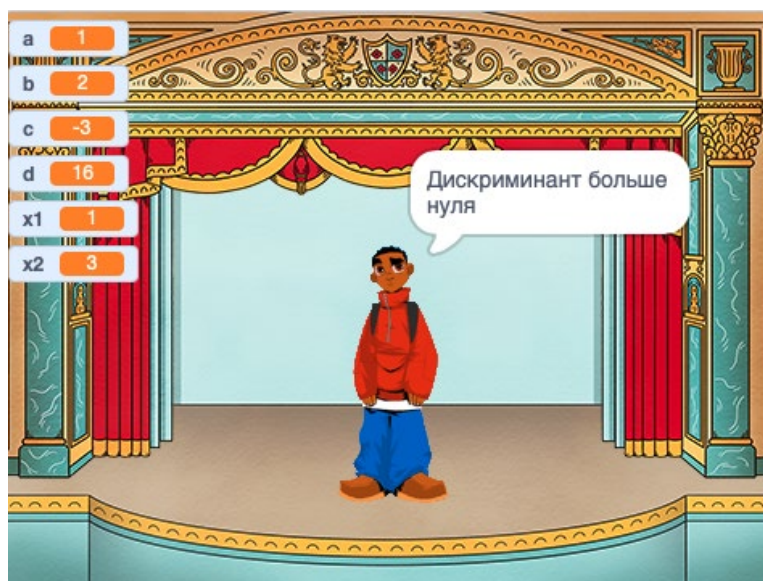 a 1
b 2
c -3
d 16
x1 1
x2 3
Дискриминант больше
нуля